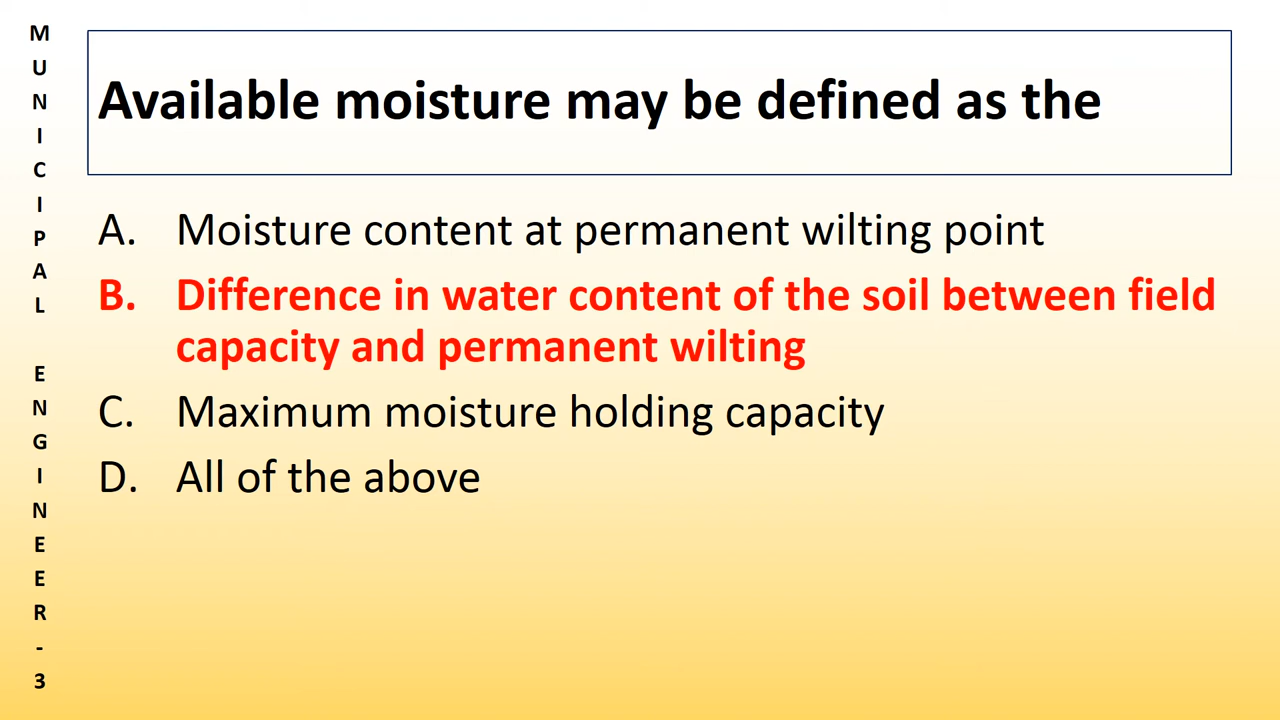 MUNICIPAL ENGINEER-3
Available moisture may be defined as the
A. Moisture content at permanent wilting point
B. Difference in water content of the soil between field
capacity and permanent wilting
C. Maximum moisture holding capacity
D. All of the above